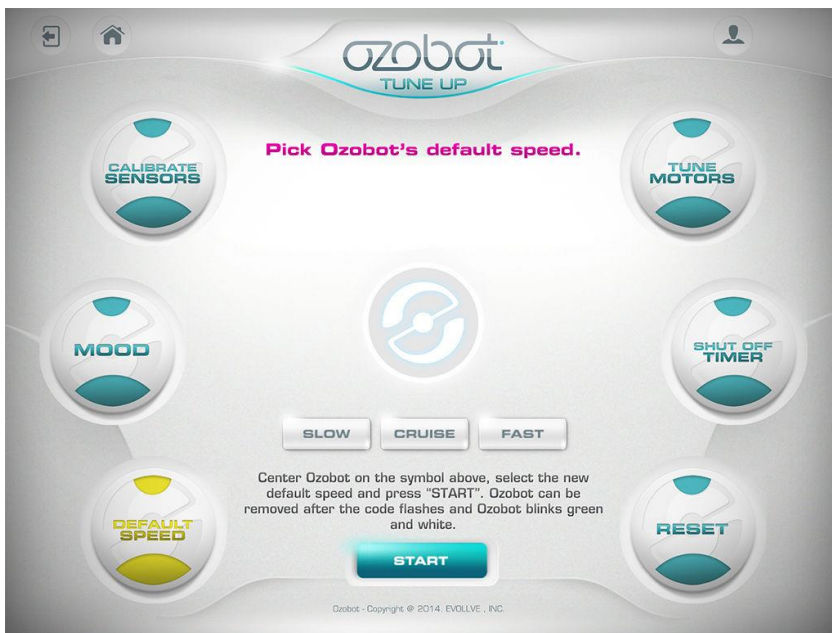 ozobot
TUNE UP
Pick Ozobot's default speed.
CALIBRATE
SENSORS
TUNE
MOTORS
MOOD
SHUT OFF
TIMER
SLOW
CRUISE
FAST
Center Ozobot on the symbol above, select the new
default speed and press "START". Ozobot can be
removed after the code flashes and Ozobot blinks green
and white.
DEFAULT
SPEED
RESET
START
Ozobot - Copyright @ 2014. EVOLLVE , INC.